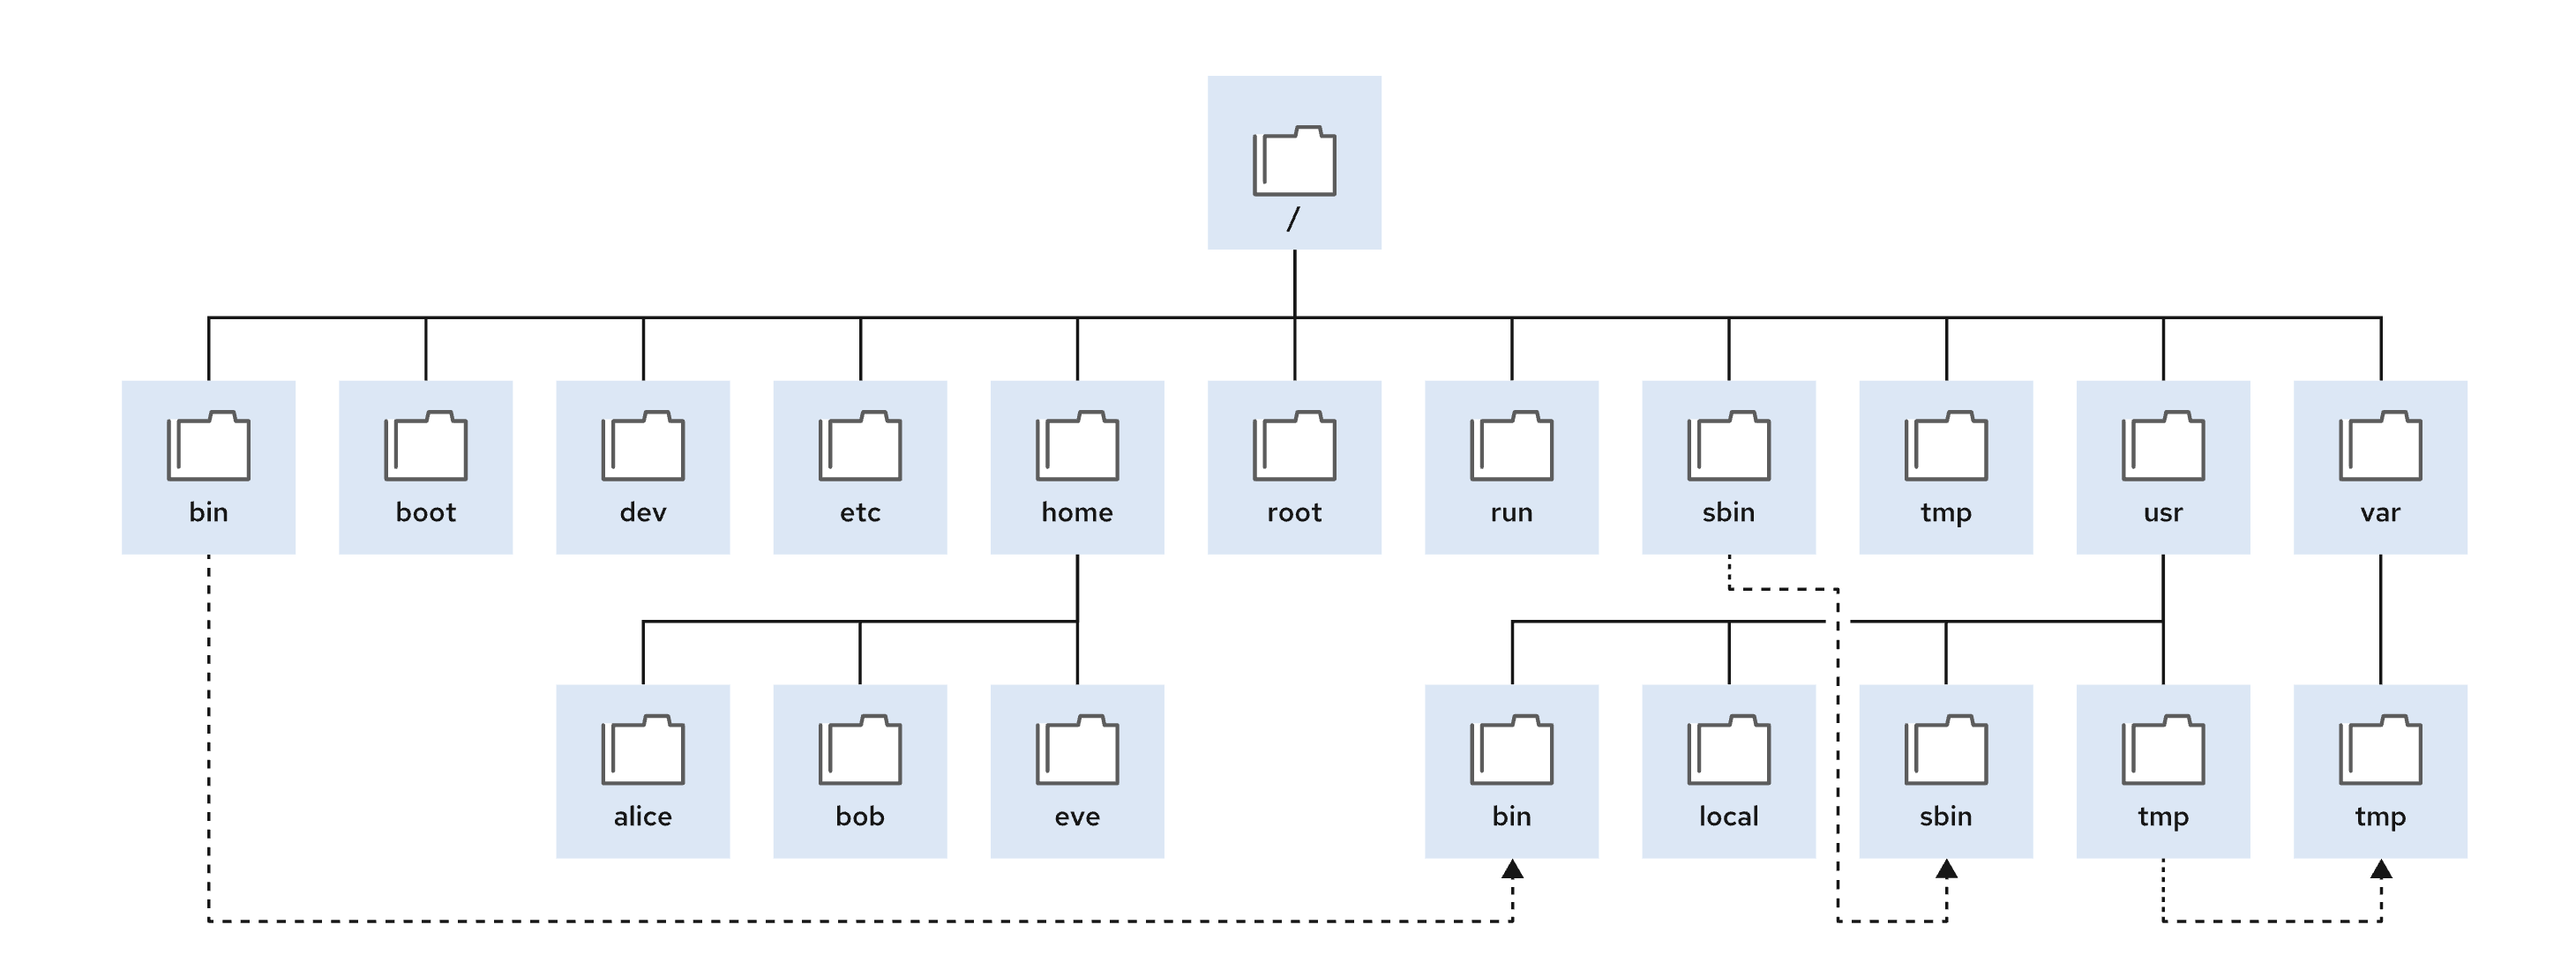 /
bin
boot
dev
etc
home
root
run
sbin
tmp
usr
var
alice
bob
eve
bin
local
sbin
tmp
tmp